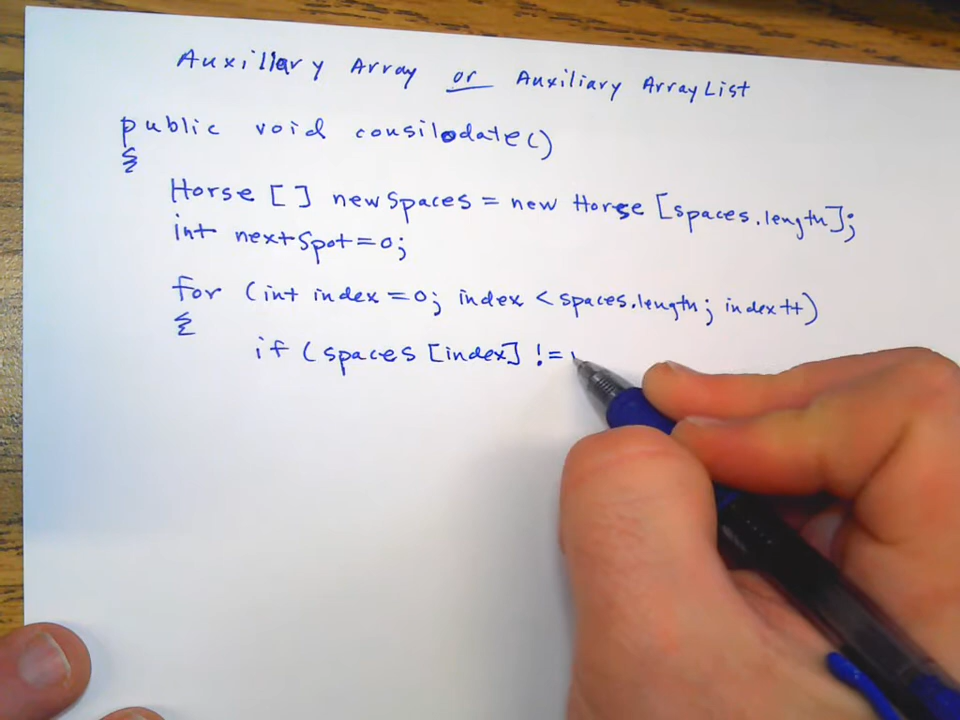 Auxillary Array or Auxiliary ArrayList
public void consilodate()
{
Horse [] newSpaces = new Horse [spaces.length];
int nextSpot=0;
for (int index=0; index < spaces.length; index++)
{
if (spaces [index] !=